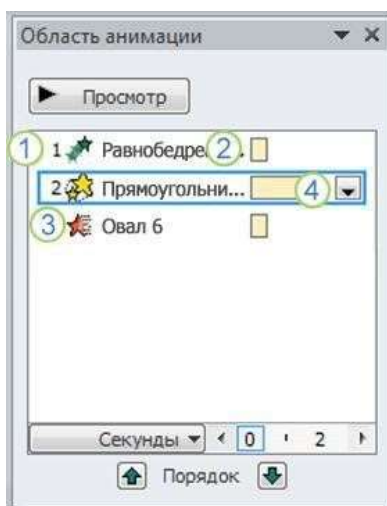 Область анимации
Просмотр
1 1 Равнобедре 2 .
2 Прямоугольни... 4
3 Овал 6
Секунды 0 2
Порядок